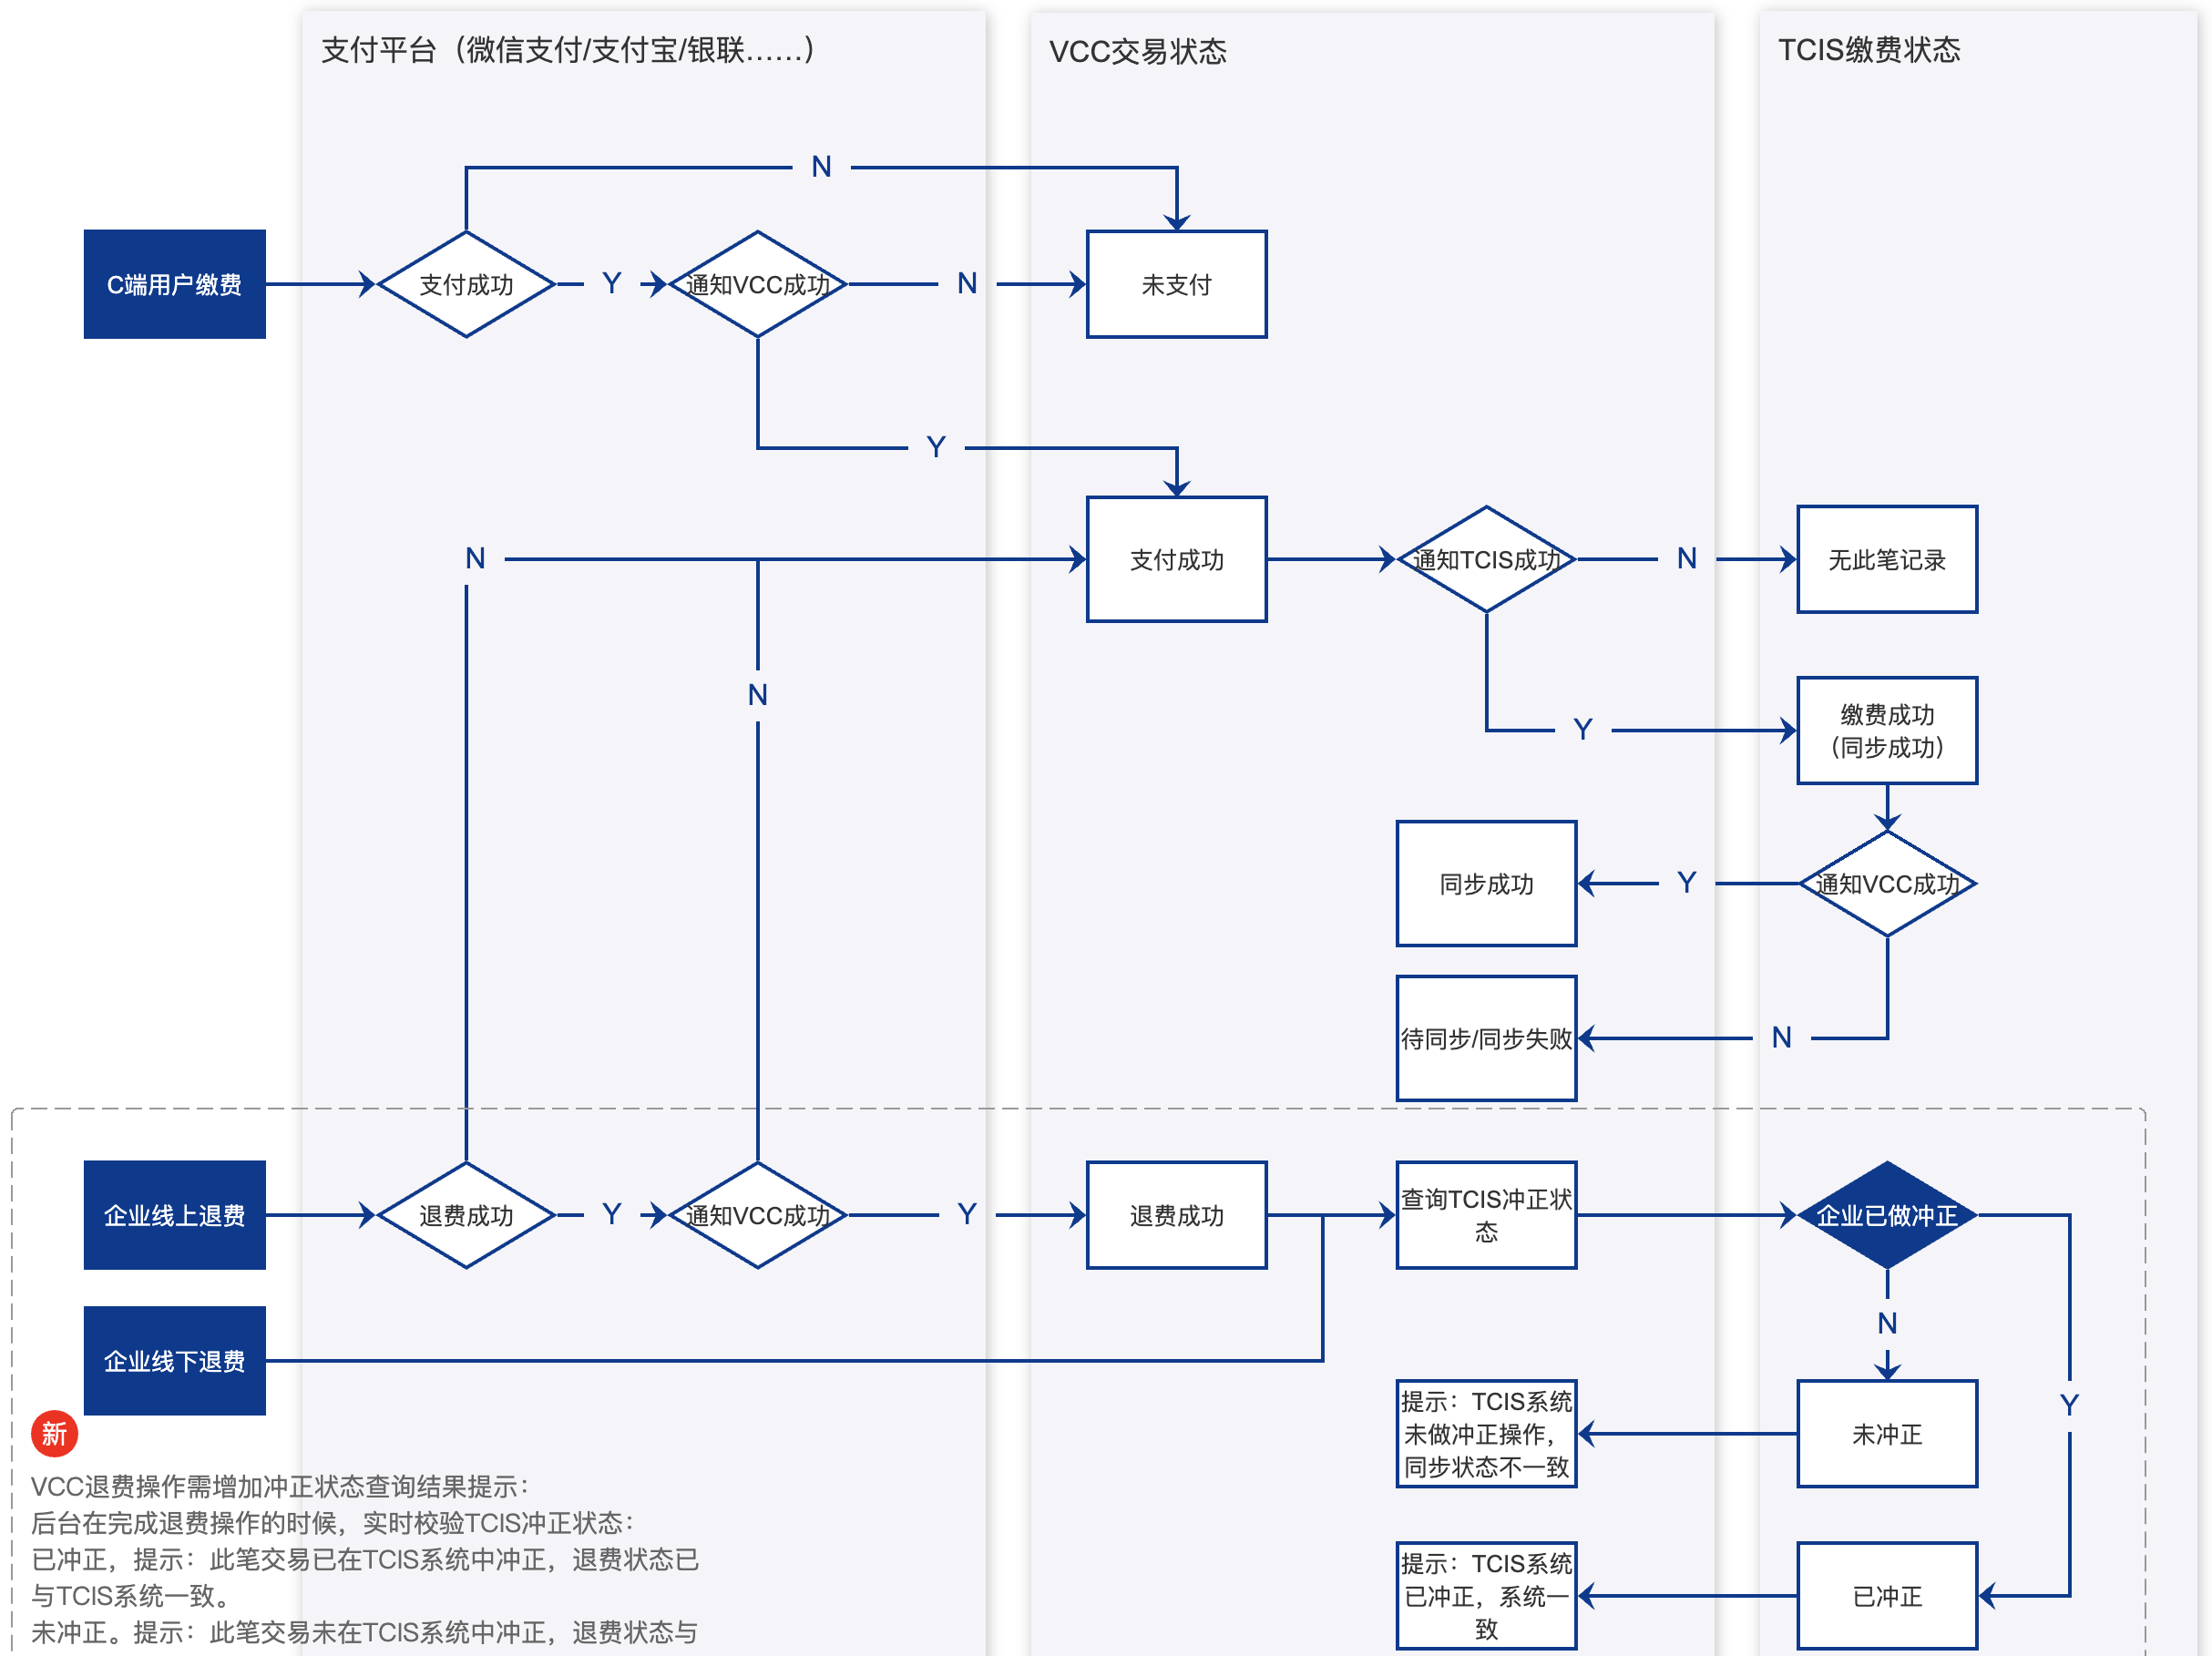 支付平台（微信支付/支付宝/银联......）
VCC交易状态
TCIS缴费状态
N
C端用户缴费
支付成功
Y
通知VCC成功
N
未支付
Y
N
支付成功
通知TCIS成功
N
无此笔记录
N
Y
缴费成功
（同步成功）
同步成功
Y
通知VCC成功
待同步/同步失败
N
企业线上退费
退费成功
Y
通知VCC成功
Y
退费成功
查询TCIS冲正状
态
企业已做冲正
N
企业线下退费
Y
提示：TCIS系统
未做冲正操作，
同步状态不一致
未冲正
新
VCC退费操作需增加冲正状态查询结果提示：
后台在完成退费操作的时候，实时校验TCIS冲正状态：
已冲正，提示：此笔交易已在TCIS系统中冲正，退费状态已
与TCIS系统一致。
未冲正。提示：此笔交易未在TCIS系统中冲正，退费状态与
提示：TCIS系统
已冲正，系统一
致
已冲正